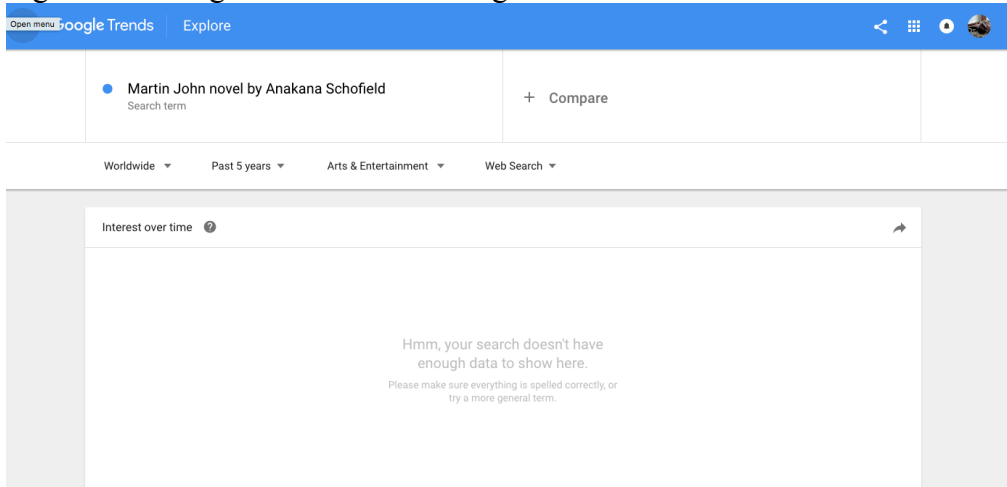 Open menu
Google Trends Explore
Martin John novel by Anakana Schofield
Search term
+ Compare
Worldwide Past 5 years Arts & Entertainment Web Search
Interest over time ?
Hmm, your search doesn't have
enough data to show here.
Please make sure everything is spelled correctly, or
try a more general term.